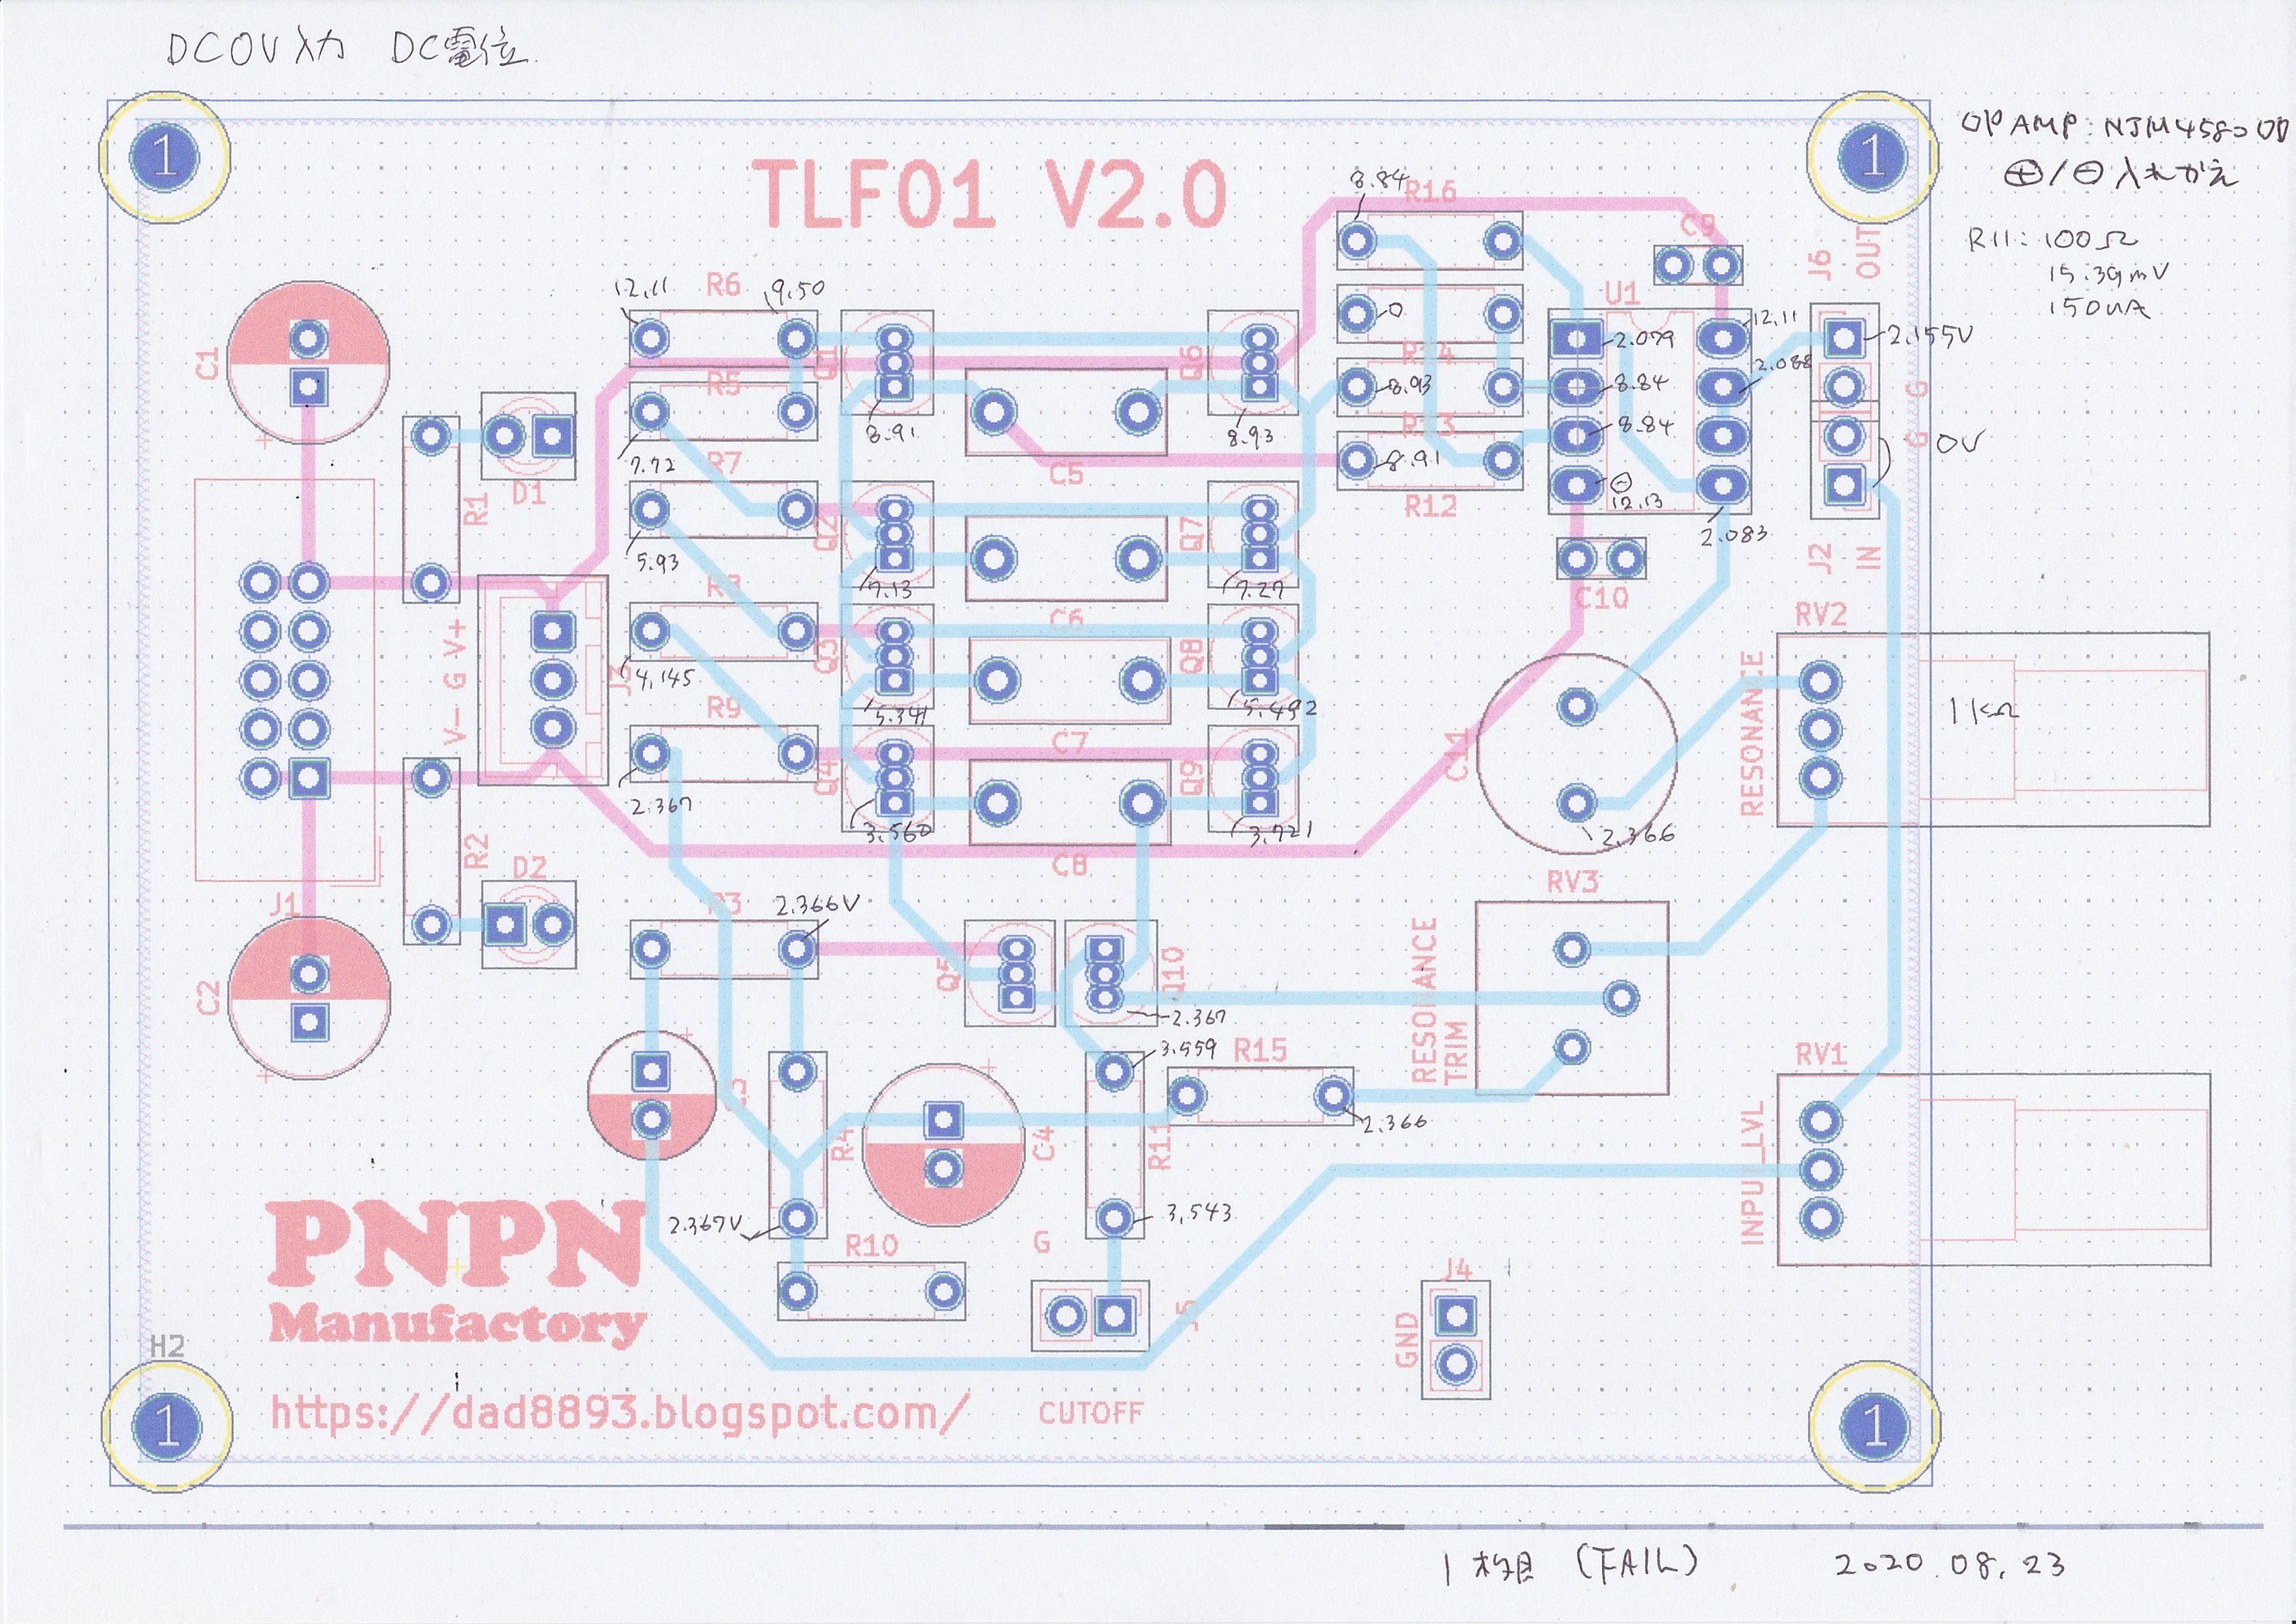 DC0V入力 DC電位.
OP AMP: NJM4580DD
⊕/⊖ 入れかえ
R11: 100Ω
15.39mV
150uA
TLF01 V2.0
1
1
8.84
R16
C9
J6
OUT
12.11
R6
9.50
U1
C1
0
12.11
2.079
2.155V
Q1
Q6
R5
R14
2.088
8.93
8.84
G
7.72
8.91
8.93
R13
8.84
G
0V
R7
C5
8.91
R1
D1
R12
⊖
12.13
2.083
Q2
Q7
5.93
7.13
7.27
J2
IN
R8
C6
C10
RV2
V- G V+
J3
Q3
Q8
4.145
5.341
5.492
RESONANCE
1kΩ
R9
C7
C11
Q4
Q9
2.367
3.560
3.721
2.366
R2
D2
C8
RV3
J1
R3
2.366V
C2
Q5
Q10
2.367
RESONANCE
TRIM
3.559
R15
RV1
C3
R4
C4
R11
2.366
INPUT_LVL
PNPN
2.367V
3.543
R10
G
Manufactory
J5
J4
GND
H2
1
https://dad8893.blogspot.com/
CUTOFF
1
1枚目 (FAIL) 2020.08.23